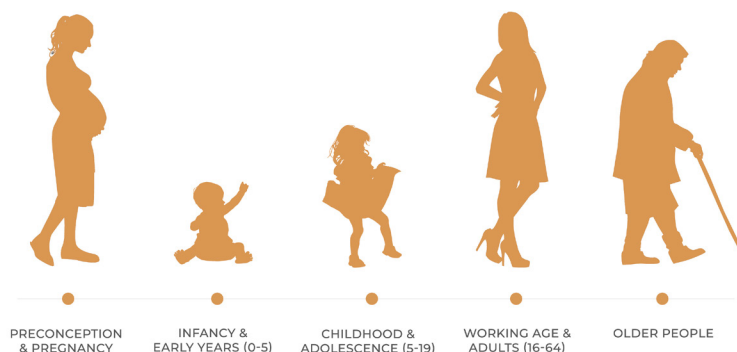 PRECONCEPTION
& PREGNANCY
INFANCY &
EARLY YEARS (0-5)
CHILDHOOD &
ADOLESCENCE (5-19)
WORKING AGE &
ADULTS (16-64)
OLDER PEOPLE